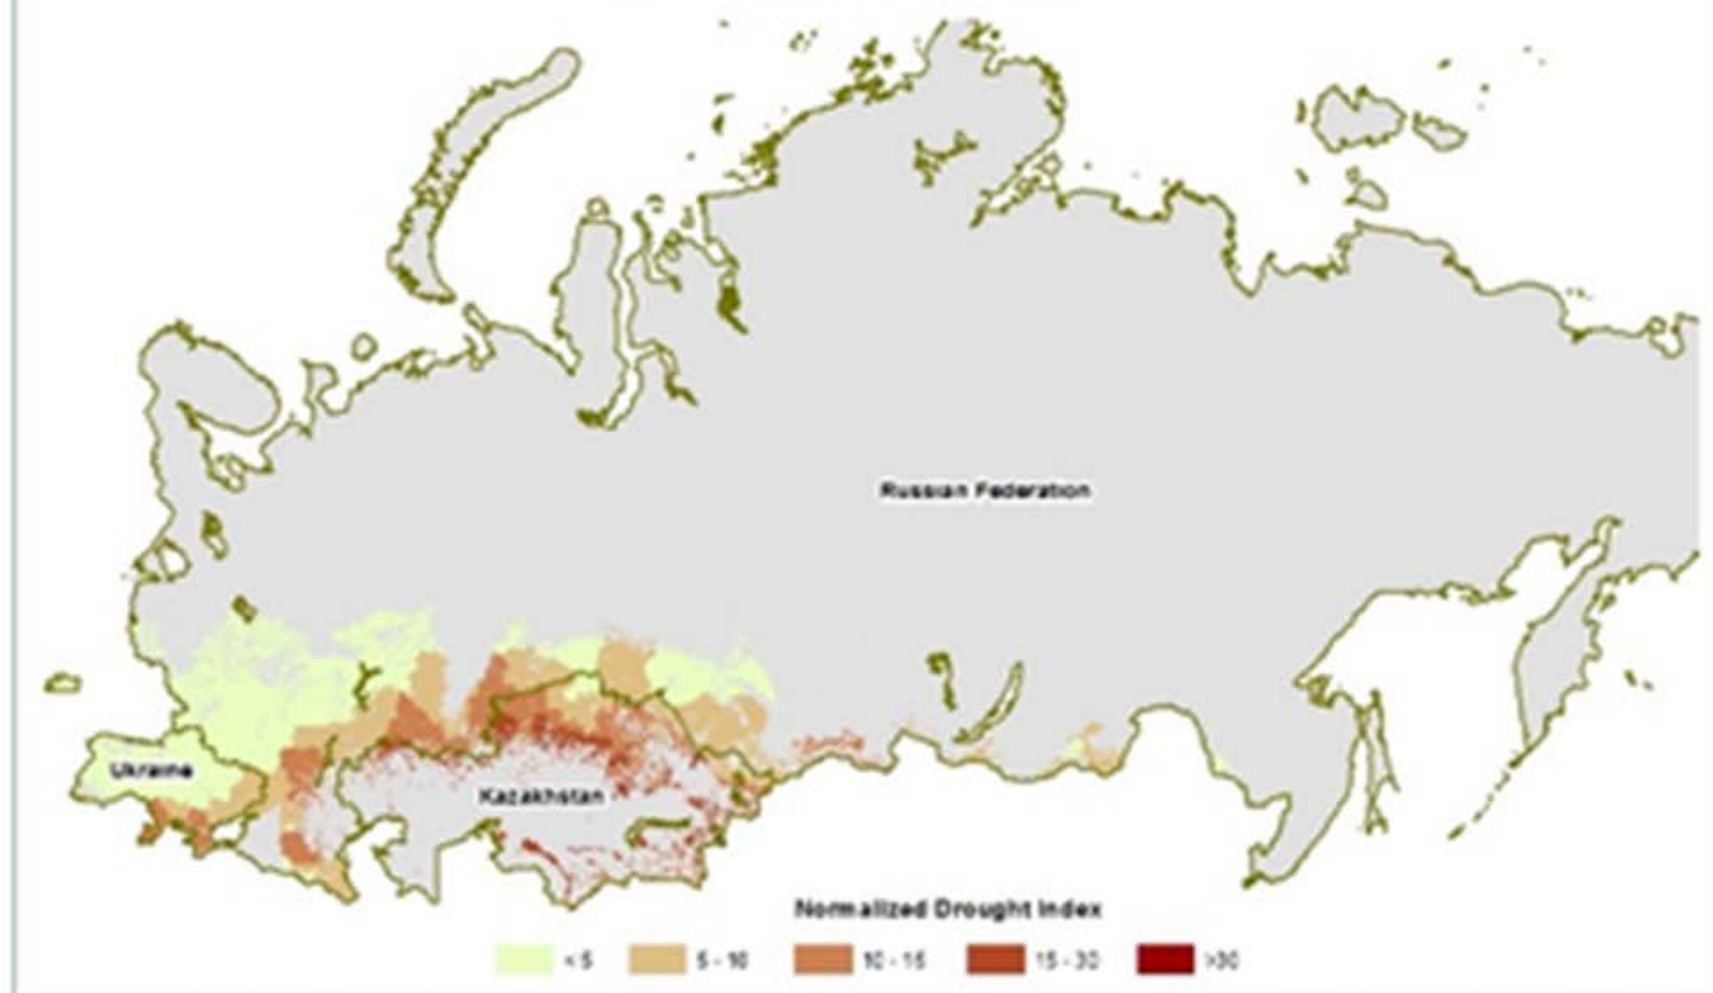 Russian Federation
Ukraine
Kazakhstan
Normalized Drought Index
< 5
5 - 10
10 - 15
15 - 30
>30